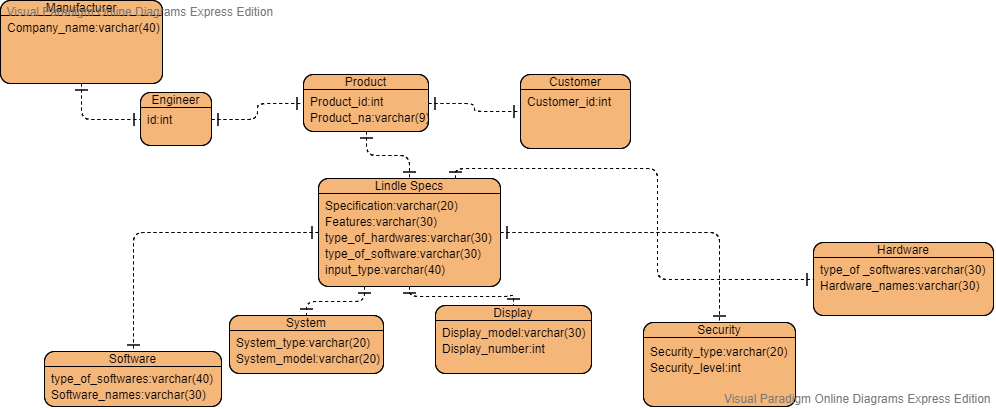 Visual Paradigm Online Diagrams Express Edition
Manufacturer
Company_name:varchar(40)
Engineer
id:int
Product
Product_id:int
Product_na:varchar(9)
Customer
Customer_id:int
Lindle Specs
Specification:varchar(20)
Features:varchar(30)
type_of_hardwares:varchar(30)
type_of_software:varchar(30)
input_type:varchar(40)
Hardware
type_of _softwares:varchar(30)
Hardware_names:varchar(30)
System
System_type:varchar(20)
System_model:varchar(20)
Display
Display_model:varchar(30)
Display_number:int
Security
Security_type:varchar(20)
Security_level:int
Software
type_of_softwares:varchar(40)
Software_names:varchar(30)
Visual Paradigm Online Diagrams Express Edition